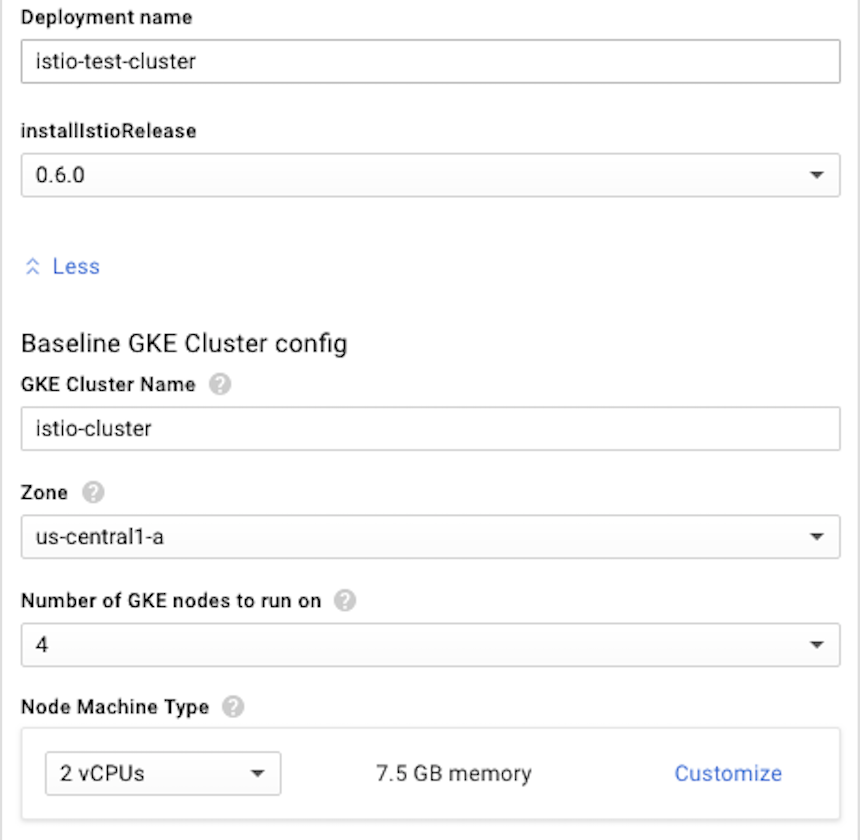 Deployment name
istio-test-cluster
installIstioRelease
0.6.0
Less
Baseline GKE Cluster config
GKE Cluster Name ?
istio-cluster
Zone ?
us-central1-a
Number of GKE nodes to run on ?
4
Node Machine Type ?
2 vCPUs 7.5 GB memory Customize